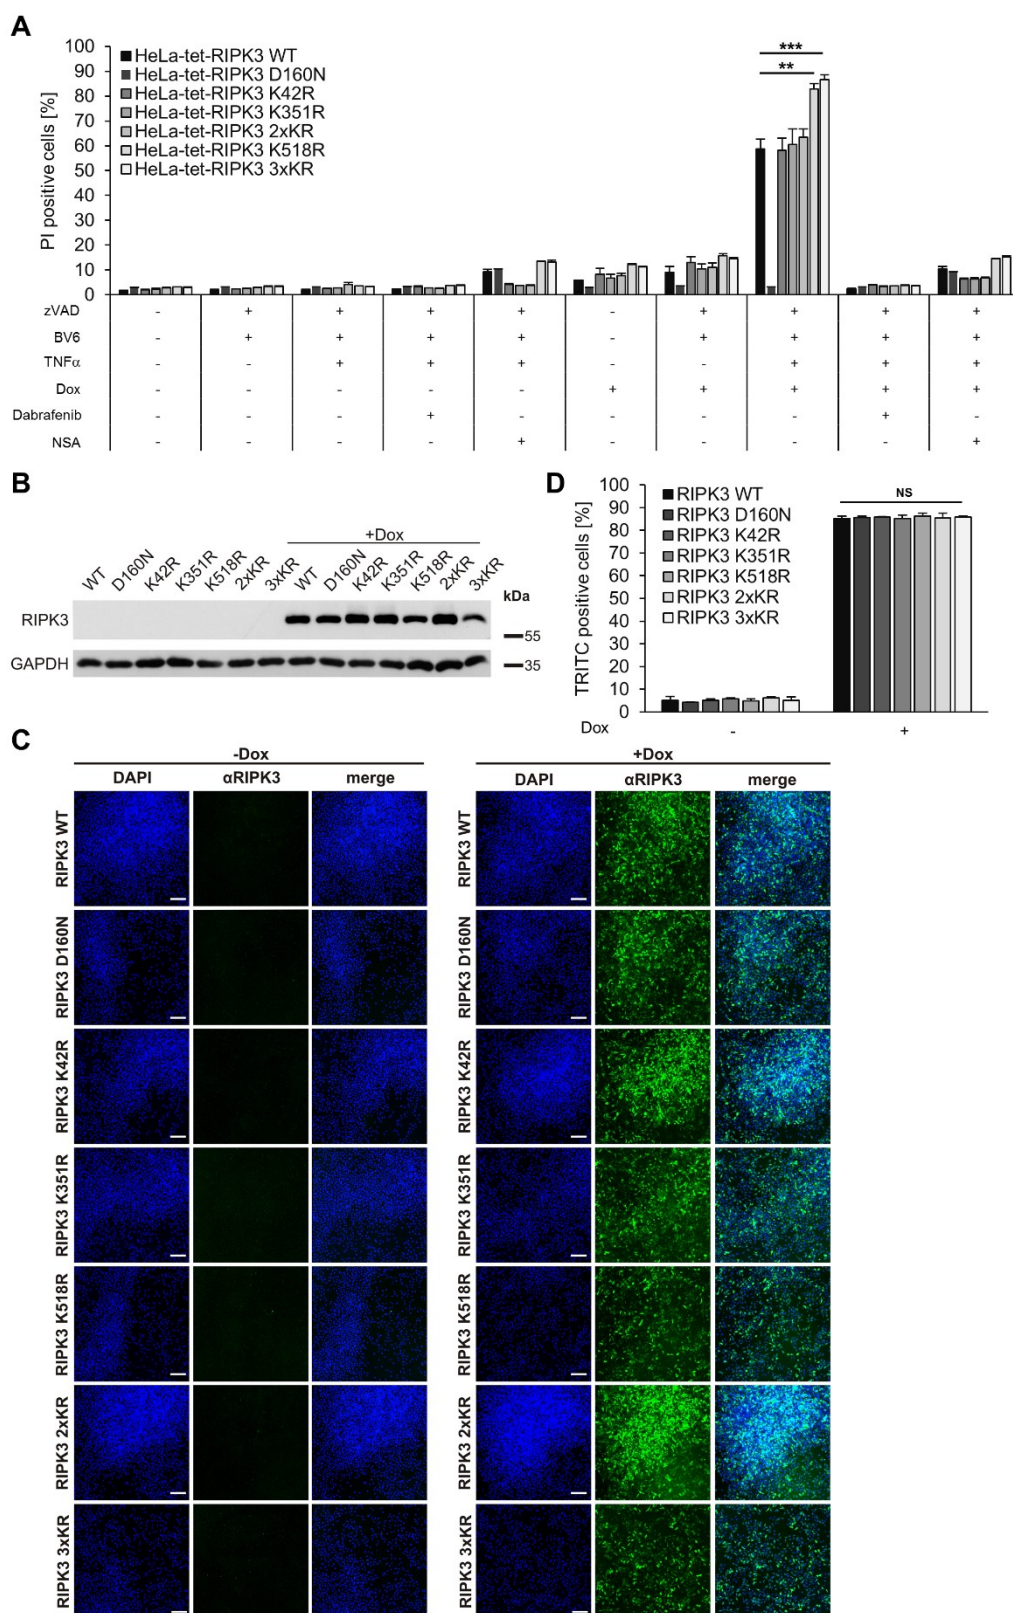 A
PI positive cells [%]
100
90
80
70
60
50
40
30
20
10
0
HeLa-tet-RIPK3 WT
HeLa-tet-RIPK3 D160N
HeLa-tet-RIPK3 K42R
HeLa-tet-RIPK3 K351R
HeLa-tet-RIPK3 2xKR
HeLa-tet-RIPK3 K518R
HeLa-tet-RIPK3 3xKR
***
**
zVAD - + + + + - + + + +
BV6 - + + + + - + + + +
TNFα - - + + + - - + + +
Dox - - - - - + + + + +
Dabrafenib - - - + - - - - + -
NSA - - - - + - - - - +
B
+Dox
WT D160N K42R K351R K518R 2xKR 3xKR WT D160N K42R K351R K518R 2xKR 3xKR
kDa
RIPK3
55
GAPDH
35
D
TRITC positive cells [%]
100
90
80
70
60
50
40
30
20
10
0
RIPK3 WT
RIPK3 D160N
RIPK3 K42R
RIPK3 K351R
RIPK3 K518R
RIPK3 2xKR
RIPK3 3xKR
NS
Dox - +
C
-Dox +Dox
DAPI αRIPK3 merge DAPI αRIPK3 merge
RIPK3 WT RIPK3 WT
RIPK3 D160N RIPK3 D160N
RIPK3 K42R RIPK3 K42R
RIPK3 K351R RIPK3 K351R
RIPK3 K518R RIPK3 K518R
RIPK3 2xKR RIPK3 2xKR
RIPK3 3xKR RIPK3 3xKR